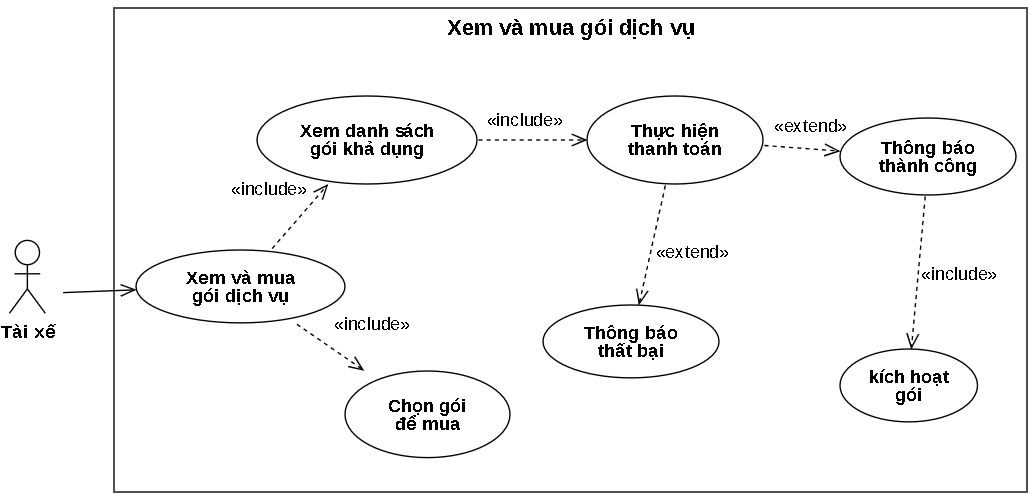 Xem và mua gói dịch vụ
Xem danh sách
gói khả dụng
«include»
Thực hiện
thanh toán
«extend»
Thông báo
thành công
«include»
Xem và mua
gói dịch vụ
«extend»
«include»
Tài xế
«include»
Thông báo
thất bại
kích hoạt
gói
Chọn gói
để mua